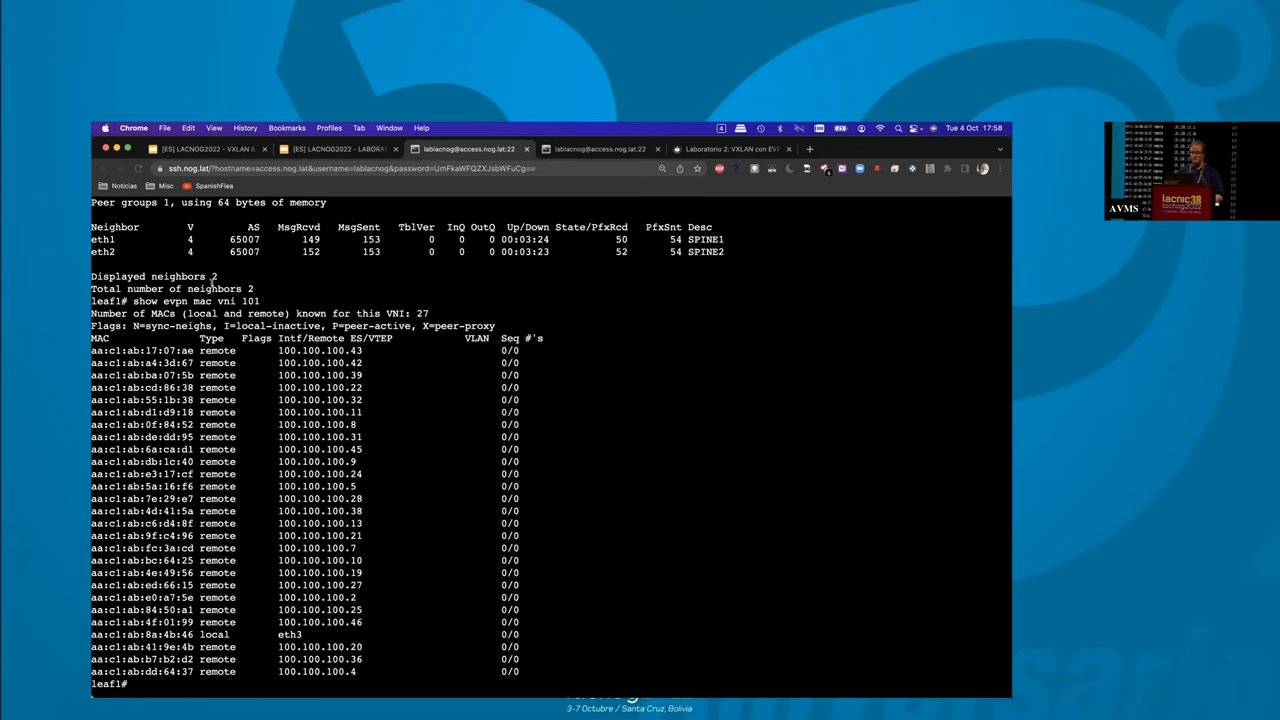 Chrome File Edit View History Bookmarks Profiles Tab Window Help
Tue 4 Oct 17:58
[ES] LACNOG2022 - VXLAN &
[ES] LACNOG2022 - LABORAT
lablacnog@access.nog.lat:22
lablacnog@access.nog.lat:22
Laboratorio 2: VXLAN con EVP
ssh.nog.lat/?hostname=access.nog.lat&username=lablacnog&password=UmFkaWFQZXJsbWFuCg==
Noticias Misc SpanishFlea
Peer groups 1, using 64 bytes of memory
Neighbor V AS MsgRcvd MsgSent TblVer InQ OutQ Up/Down State/PfxRcd PfxSnt Desc
eth1 4 65007 149 153 0 0 0 00:03:24 50 54 SPINE1
eth2 4 65007 152 153 0 0 0 00:03:23 52 54 SPINE2
Displayed neighbors 2
Total number of neighbors 2
leaf1# show evpn mac vni 101
Number of MACs (local and remote) known for this VNI: 27
Flags: N=sync-neighs, I=local-inactive, P=peer-active, X=peer-proxy
MAC Type Flags Intf/Remote ES/VTEP VLAN Seq #'s
aa:c1:ab:17:07:ae remote 100.100.100.43 0/0
aa:c1:ab:a4:3d:67 remote 100.100.100.42 0/0
aa:c1:ab:ba:07:5b remote 100.100.100.39 0/0
aa:c1:ab:cd:86:38 remote 100.100.100.22 0/0
aa:c1:ab:55:1b:38 remote 100.100.100.32 0/0
aa:c1:ab:d1:d9:18 remote 100.100.100.11 0/0
aa:c1:ab:0f:84:52 remote 100.100.100.8 0/0
aa:c1:ab:de:dd:95 remote 100.100.100.31 0/0
aa:c1:ab:6a:ca:d1 remote 100.100.100.45 0/0
aa:c1:ab:db:1c:40 remote 100.100.100.9 0/0
aa:c1:ab:e3:17:cf remote 100.100.100.24 0/0
aa:c1:ab:5a:16:f6 remote 100.100.100.5 0/0
aa:c1:ab:7e:29:e7 remote 100.100.100.28 0/0
aa:c1:ab:4d:41:5a remote 100.100.100.38 0/0
aa:c1:ab:c6:d4:8f remote 100.100.100.13 0/0
aa:c1:ab:9f:c4:96 remote 100.100.100.21 0/0
aa:c1:ab:fc:3a:cd remote 100.100.100.7 0/0
aa:c1:ab:bc:64:25 remote 100.100.100.10 0/0
aa:c1:ab:4e:49:56 remote 100.100.100.19 0/0
aa:c1:ab:ed:66:15 remote 100.100.100.27 0/0
aa:c1:ab:e0:a7:5e remote 100.100.100.2 0/0
aa:c1:ab:84:50:a1 remote 100.100.100.25 0/0
aa:c1:ab:4f:01:99 remote 100.100.100.46 0/0
aa:c1:ab:8a:4b:46 local eth3 0/0
aa:c1:ab:41:9e:4b remote 100.100.100.20 0/0
aa:c1:ab:b7:b2:d2 remote 100.100.100.36 0/0
aa:c1:ab:dd:64:37 remote 100.100.100.4 0/0
leaf1#
AVMS
lacnic38
lacnog2022
3-7 Octubre / Santa Cruz, Bolivia